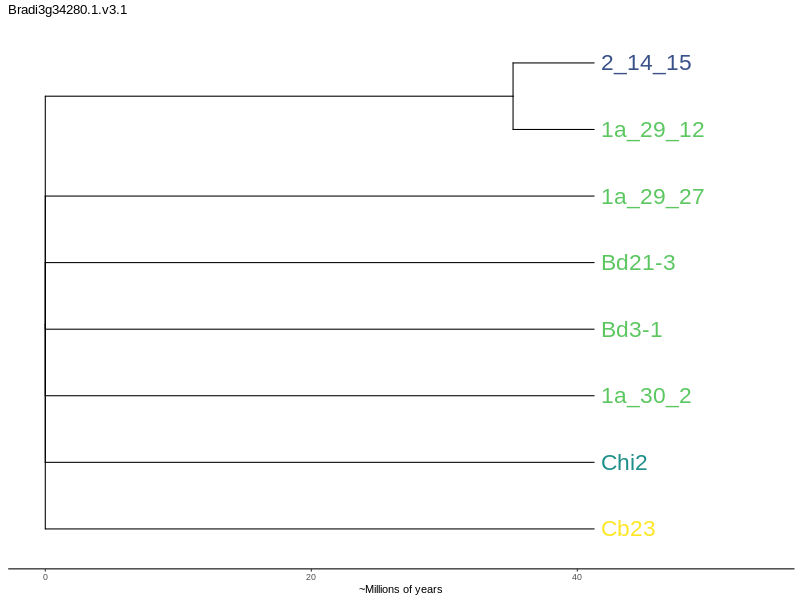 Bradi3g34280.1.v3.1
2_14_15
1a_29_12
1a_29_27
Bd21-3
Bd3-1
1a_30_2
Chi2
Cb23
0 20 40
~Millions of years